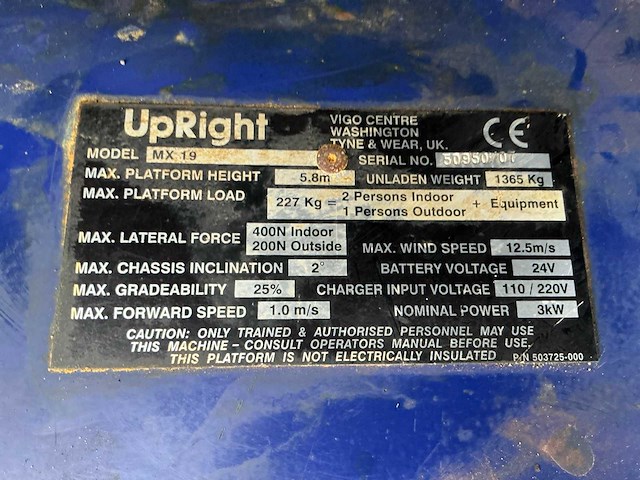 UpRight
VIGO CENTRE
WASHINGTON
TYNE & WEAR, UK.
CE
MODEL MX 19
SERIAL NO.
MAX. PLATFORM HEIGHT 5.8m UNLADEN WEIGHT 1365 Kg
MAX. PLATFORM LOAD 227 Kg = 2 Persons Indoor
1 Persons Outdoor + Equipment
MAX. LATERAL FORCE 400N Indoor
200N Outside
MAX. WIND SPEED 12.5m/s
MAX. CHASSIS INCLINATION 2° BATTERY VOLTAGE 24V
MAX. GRADEABILITY 25% CHARGER INPUT VOLTAGE 110 / 220V
MAX. FORWARD SPEED 1.0 m/s NOMINAL POWER 3kW
CAUTION: ONLY TRAINED & AUTHORISED PERSONNEL MAY USE
THIS MACHINE – CONSULT OPERATORS MANUAL BEFORE USE.
THIS PLATFORM IS NOT ELECTRICALLY INSULATED P/N 503725-000